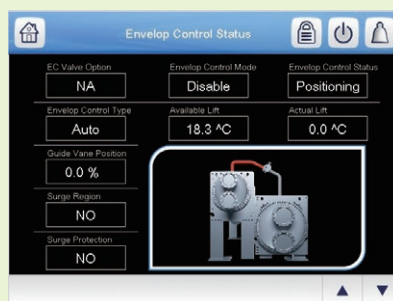 Envelop Control Status
EC Valve Option
NA
Envelop Control Mode
Disable
Envelop Control Status
Positioning
Envelop Control Type
Auto
Available Lift
18.3 ^C
Actual Lift
0.0 ^C
Guide Vane Position
0.0 %
Surge Region
NO
Surge Protection
NO